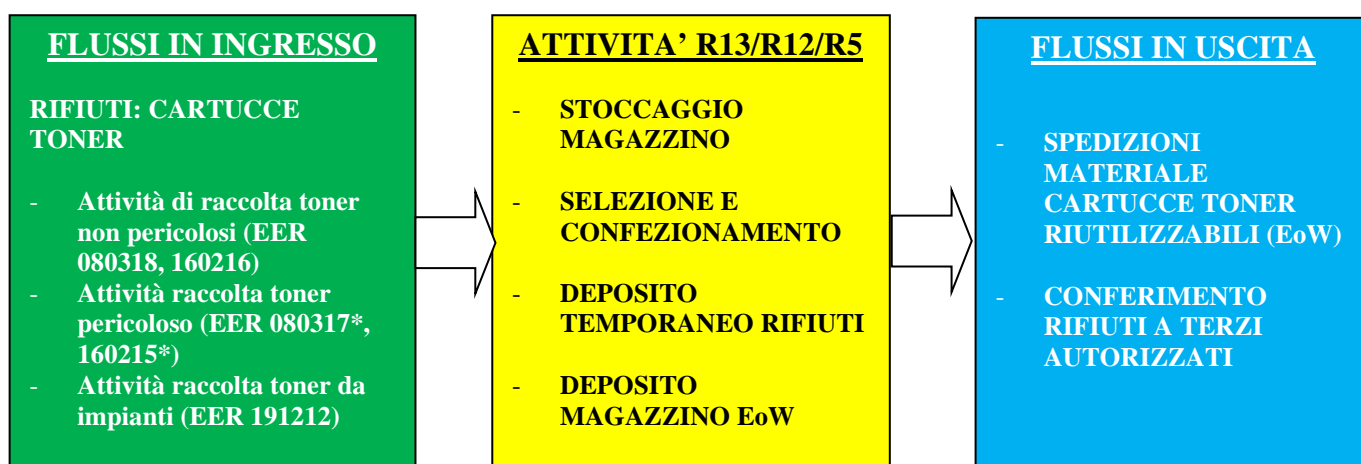 FLUSSI IN INGRESSO
RIFIUTI: CARTUCCE
TONER
- Attività di raccolta toner
non pericolosi (EER
080318, 160216)
- Attività raccolta toner
pericoloso (EER 080317*,
160215*)
- Attività raccolta toner da
impianti (EER 191212)
ATTIVITA’ R13/R12/R5
- STOCCAGGIO
MAGAZZINO
- SELEZIONE E
CONFEZIONAMENTO
- DEPOSITO
TEMPORANEO RIFIUTI
- DEPOSITO
MAGAZZINO EoW
FLUSSI IN USCITA
- SPEDIZIONI
MATERIALE
CARTUCCE TONER
RIUTILIZZABILI (EoW)
- CONFERIMENTO
RIFIUTI A TERZI
AUTORIZZATI